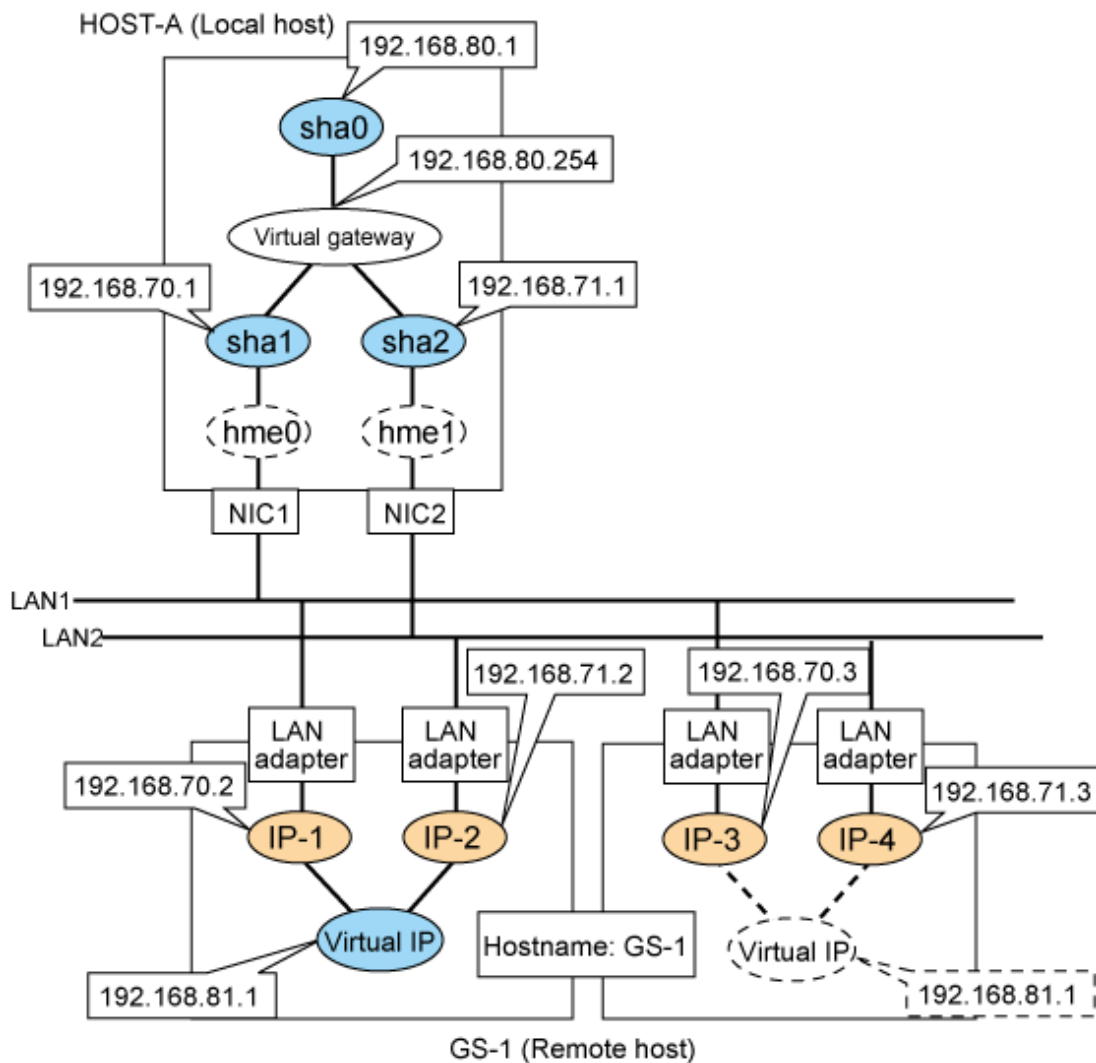 HOST-A (Local host)
192.168.80.1
sha0
192.168.80.254
Virtual gateway
192.168.70.1
192.168.71.1
sha1
sha2
hme0
hme1
NIC1
NIC2
LAN1
LAN2
192.168.71.2
192.168.70.3
LAN
adapter
LAN
adapter
LAN
adapter
LAN
adapter
192.168.70.2
192.168.71.3
IP-1
IP-2
IP-3
IP-4
Virtual IP
Hostname: GS-1
Virtual IP
192.168.81.1
192.168.81.1
GS-1 (Remote host)